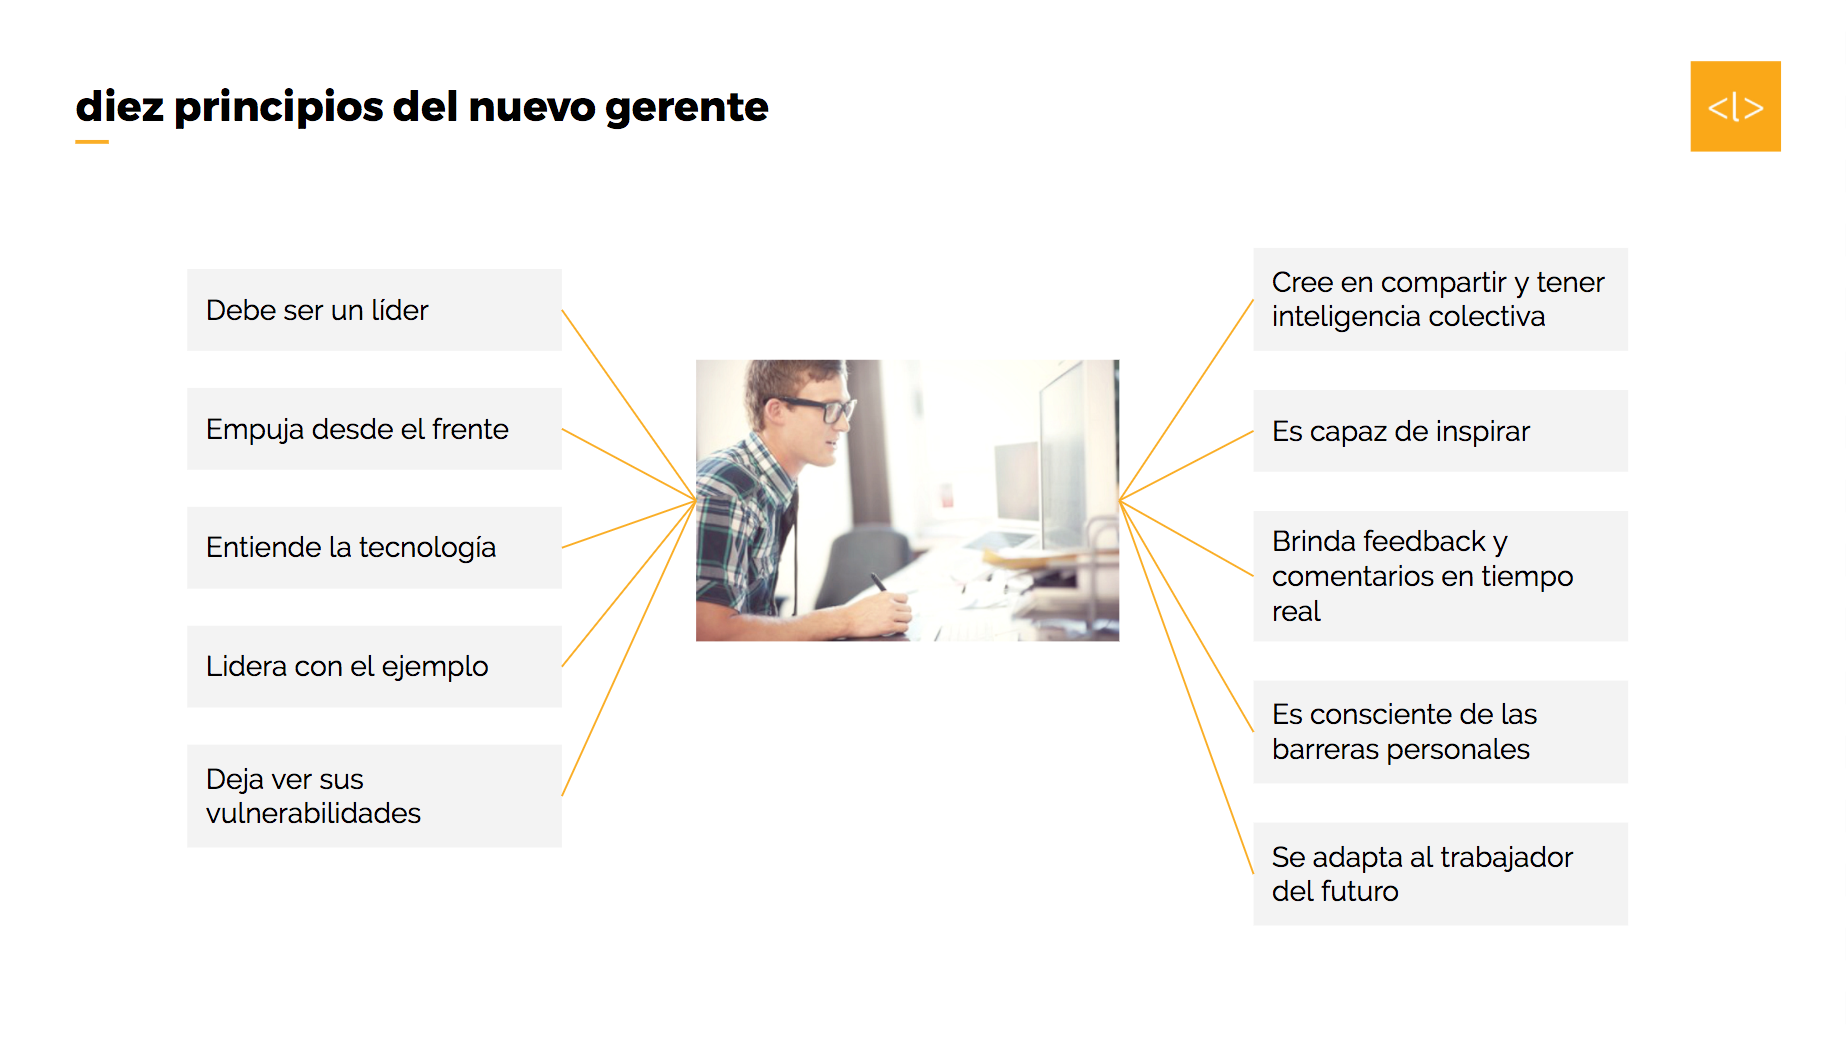 diez principios del nuevo gerente
<l>
Debe ser un líder
Empuja desde el frente
Entiende la tecnología
Lidera con el ejemplo
Deja ver sus
vulnerabilidades
Cree en compartir y tener
inteligencia colectiva
Es capaz de inspirar
Brinda feedback y
comentarios en tiempo
real
Es consciente de las
barreras personales
Se adapta al trabajador
del futuro